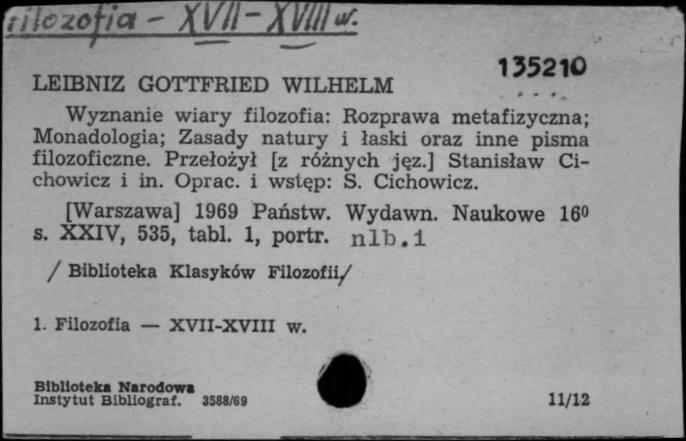 filozofia - XVII-XVIII w.
135210
LEIBNIZ GOTTFRIED WILHELM
Wyznanie wiary filozofia: Rozprawa metafizyczna;
Monadologia; Zasady natury i łaski oraz inne pisma
filozoficzne. Przełożył [z różnych jęz.] Stanisław Ci-
chowicz i in. Oprac. i wstęp: S. Cichowicz.
[Warszawa] 1969 Państw. Wydawn. Naukowe 16⁰
s. XXIV, 535, tabl. 1, portr. nlb.1
/ Biblioteka Klasyków Filozofii/
1. Filozofia — XVII-XVIII w.
Biblioteka Narodowa
Instytut Bibliograf. 3588/69
11/12